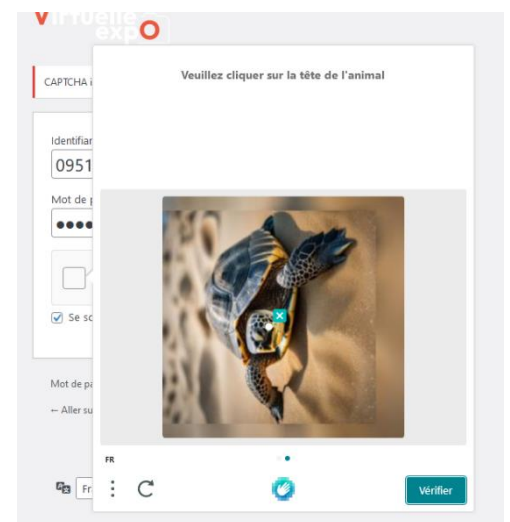 Virtuelle
expO
Veuillez cliquer sur la tête de l'animal
CAPTCHA i
Identifian
0951
Mot de p
Se so
Mot de pa
← Aller su
FR
Fr
Vérifier